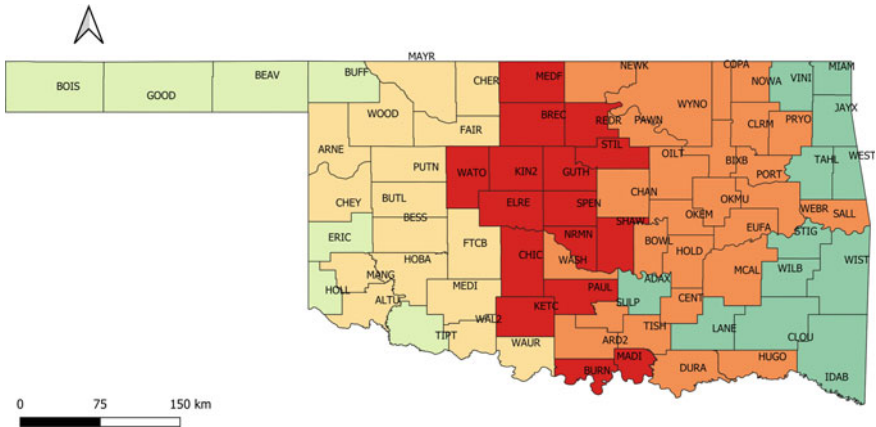 MAYR
BOIS
GOOD
BEAV
BUFF
CHER
MEDF
NEWK
COPA
NOWA
VINI
MIAM
WOOD
BREC
REDR
PAWN
WYNO
CLRM
PRYO
JAYX
FAIR
ARNE
STIL
OILT
BIXB
PORT
TAHL
WEST
PUTN
WATO
KIN2
GUTH
CHEY
BUTL
BESS
ELRE
SPEN
CHAN
OKEM
OKMU
WEBR
SALL
ERIC
FTCB
NRMN
SHAW
BOWL
EUFA
STIG
HOBA
CHIC
WASH
HOLD
MCAL
WILB
WIST
HOLL
MANG
ALTU
MEDI
PAUL
ADAX
SULP
CENT
TIPT
WAL2
KETC
TISH
LANE
CLOU
WAUR
ARD2
MADI
BURN
DURA
HUGO
IDAB
0 75 150 km